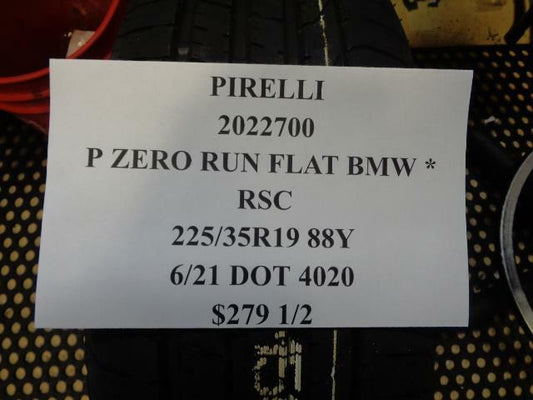 PIRELLI
2022700
P ZERO RUN FLAT BMW *
RSC
225/35R19 88Y
6/21 DOT 4020
$279 1/2